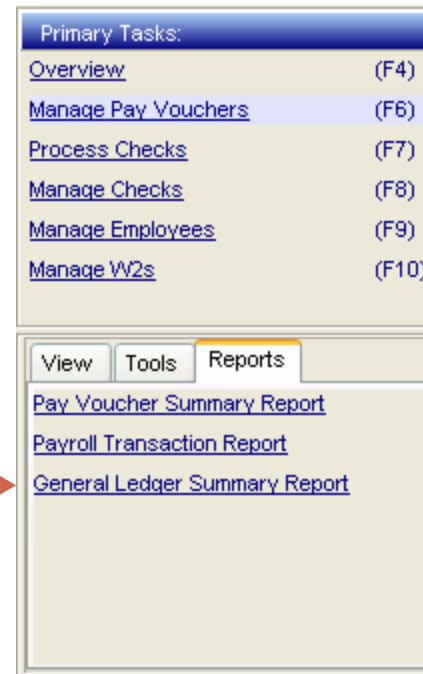 Primary Tasks:
Overview (F4)
Manage Pay Vouchers (F6)
Process Checks (F7)
Manage Checks (F8)
Manage Employees (F9)
Manage W2s (F10)
View Tools Reports
Pay Voucher Summary Report
Payroll Transaction Report
General Ledger Summary Report